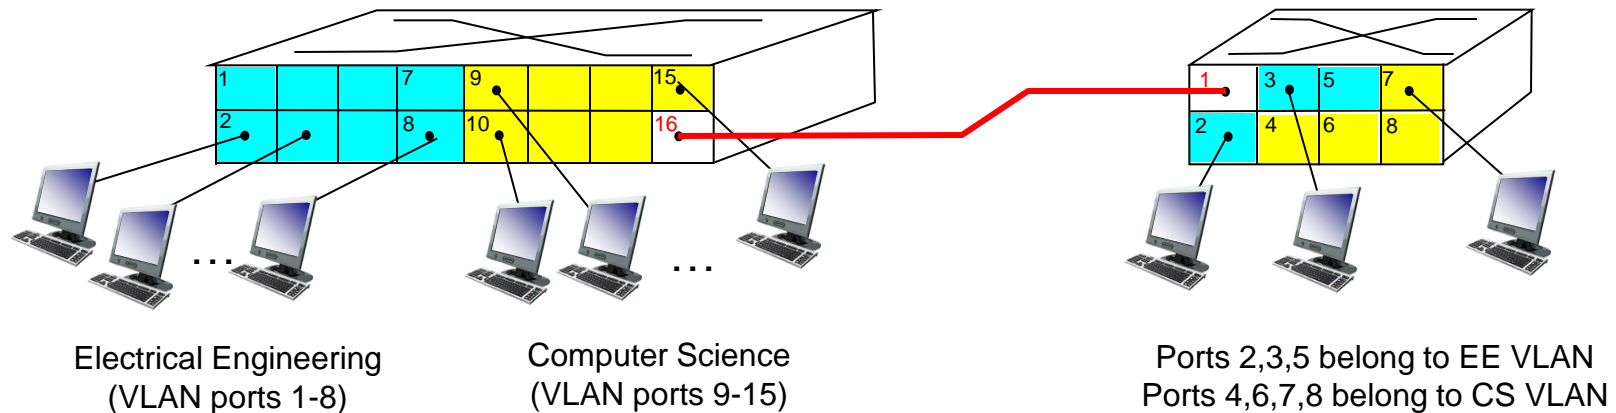 1 7 9 15
2 8 10 16
1 3 5 7
2 4 6 8
... ...
Electrical Engineering
(VLAN ports 1-8)
Computer Science
(VLAN ports 9-15)
Ports 2,3,5 belong to EE VLAN
Ports 4,6,7,8 belong to CS VLAN